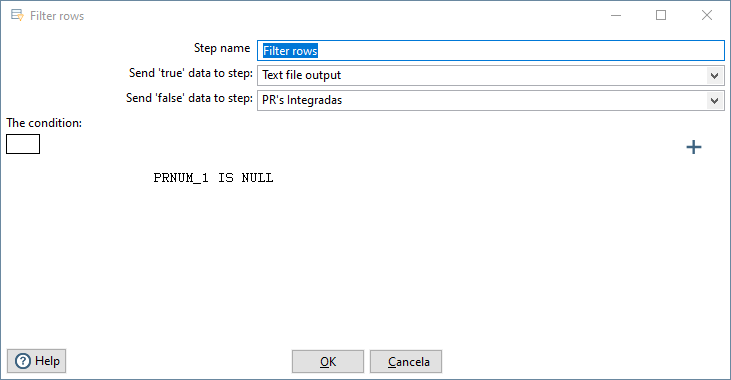 Filter rows
Step name Filter rows
Send 'true' data to step: Text file output
Send 'false' data to step: PR's Integradas
The condition:
PRNUM_1 IS NULL
Help OK Cancela